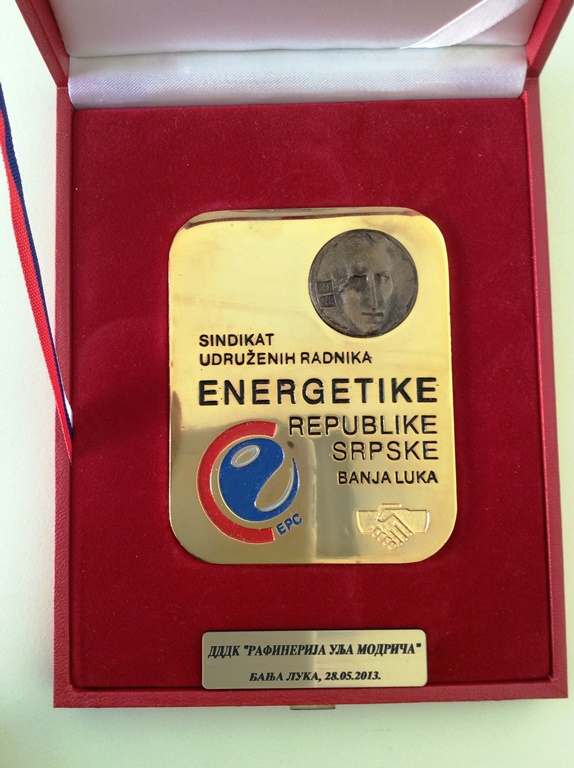 SINDIKAT
UDRUŽENIH RADNIKA
ENERGETIKE
REPUBLIKE
SRPSKE
BANJA LUKA
EPC
ДДДК "РАФИНЕРИЈА УЉА МОДРИЧА"
БАЊА ЛУКА, 28.05.2013.